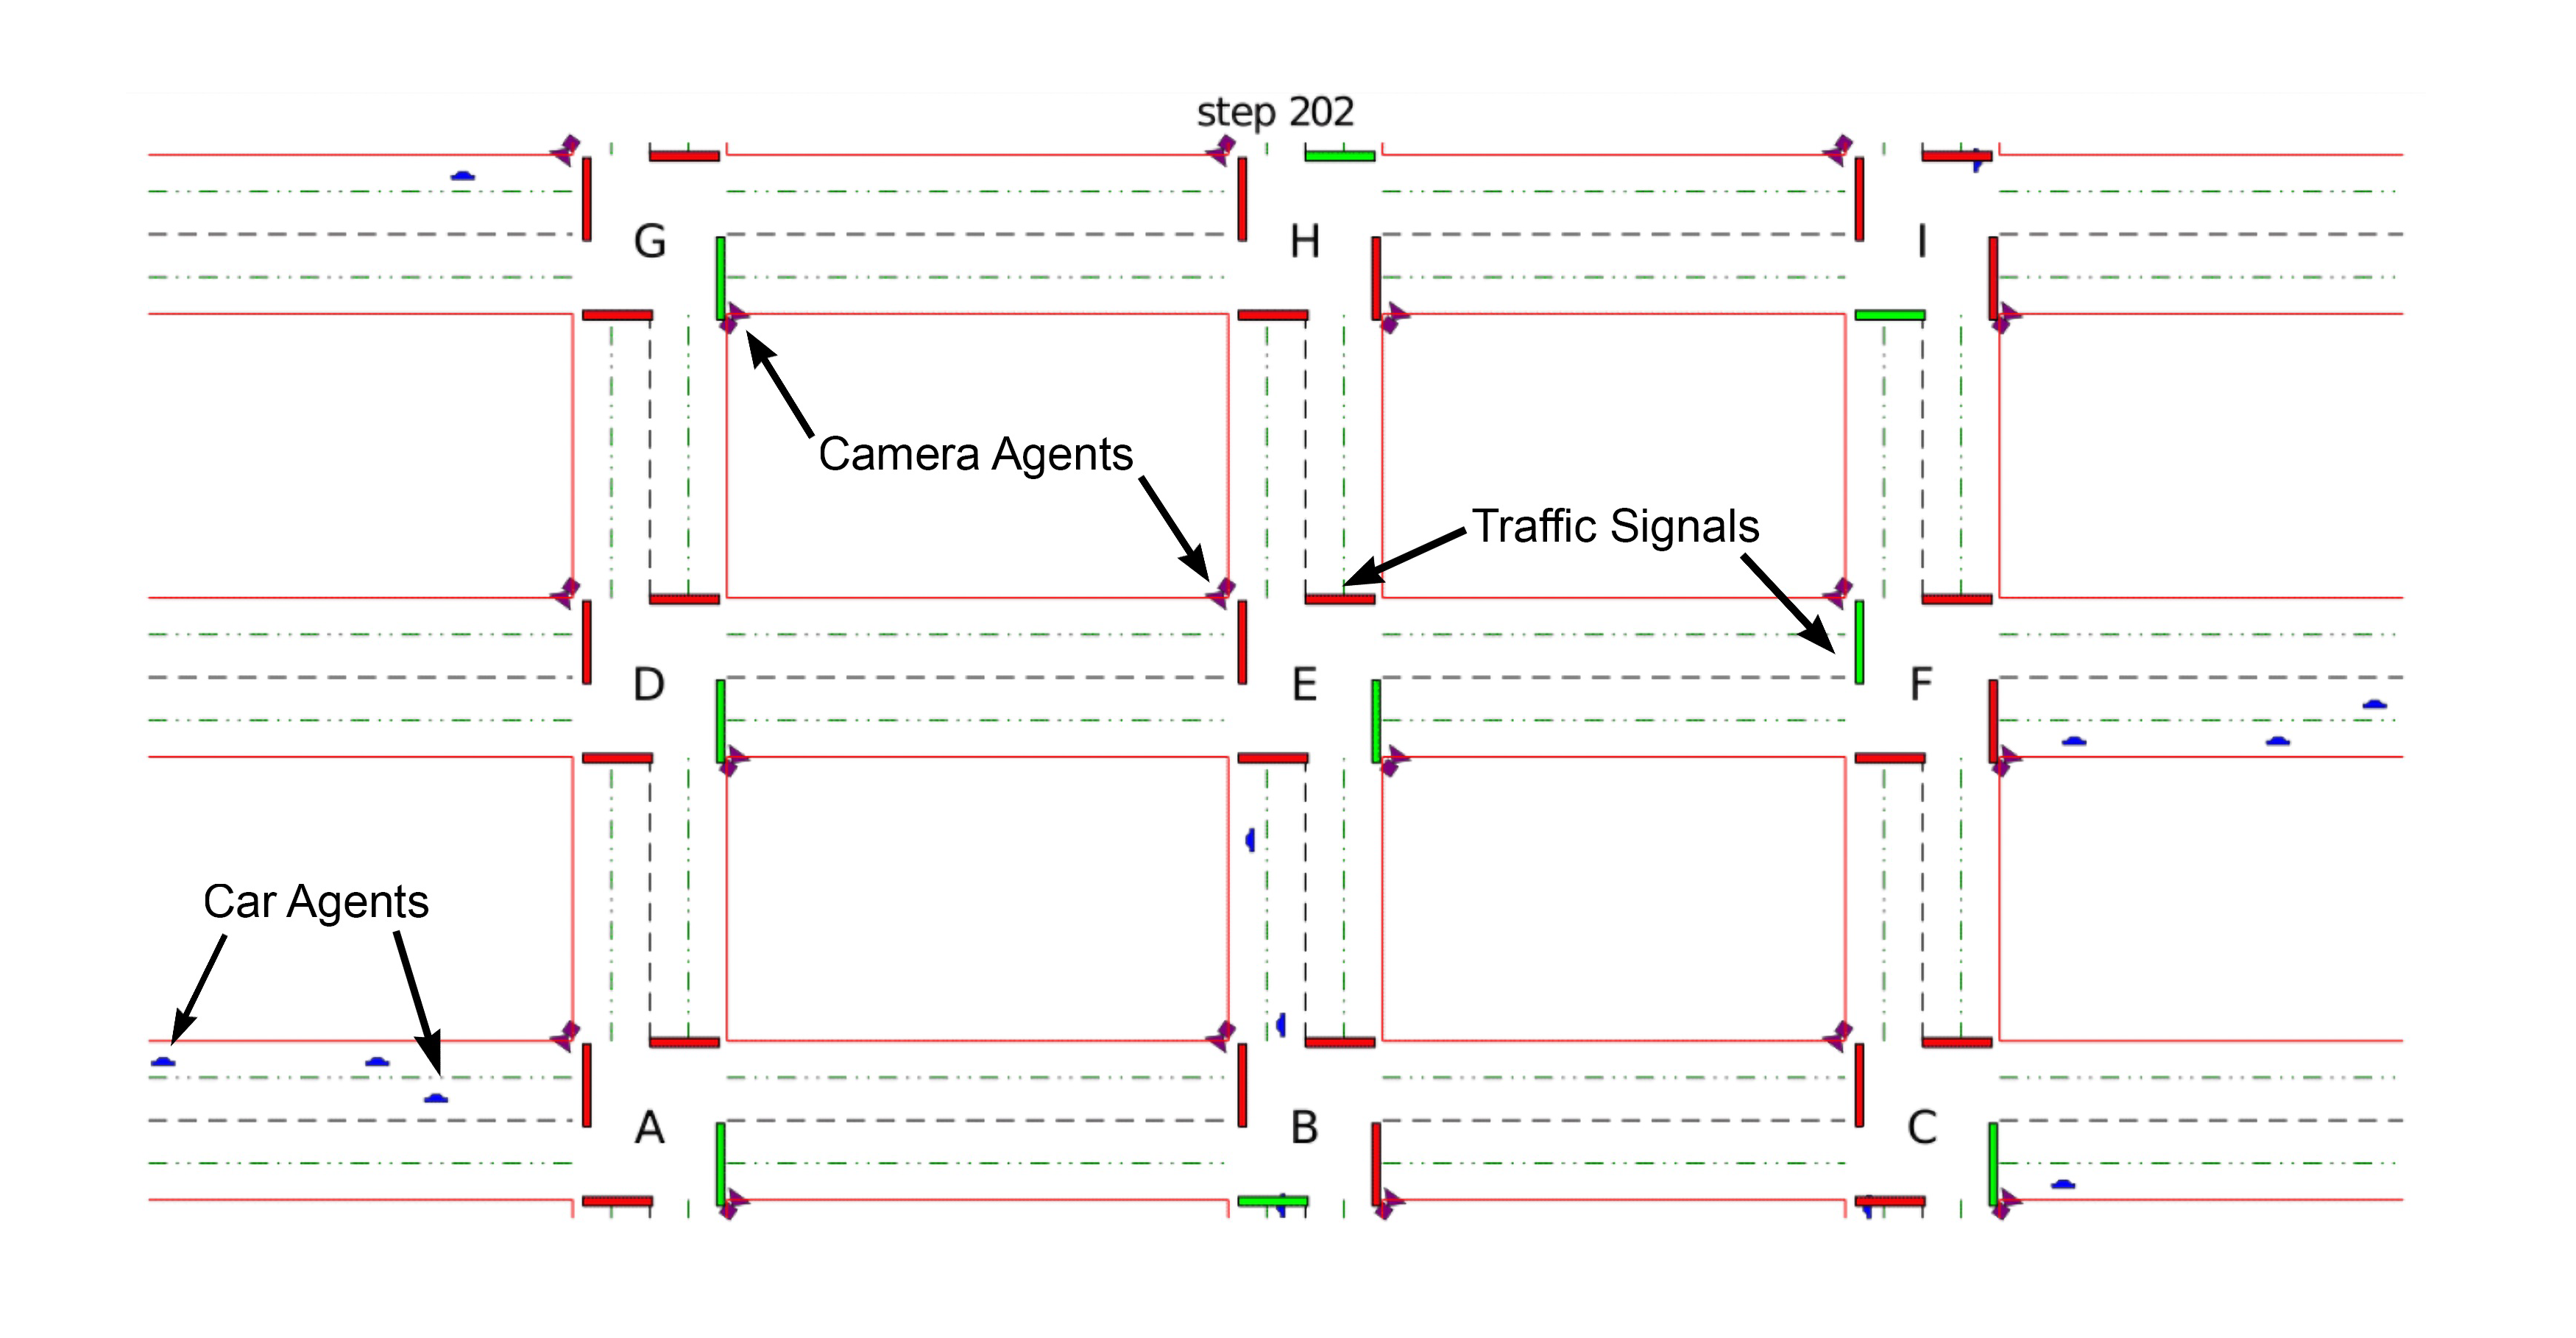 step 202
G
H
I
Camera Agents
Traffic Signals
D
E
F
Car Agents
A
B
C